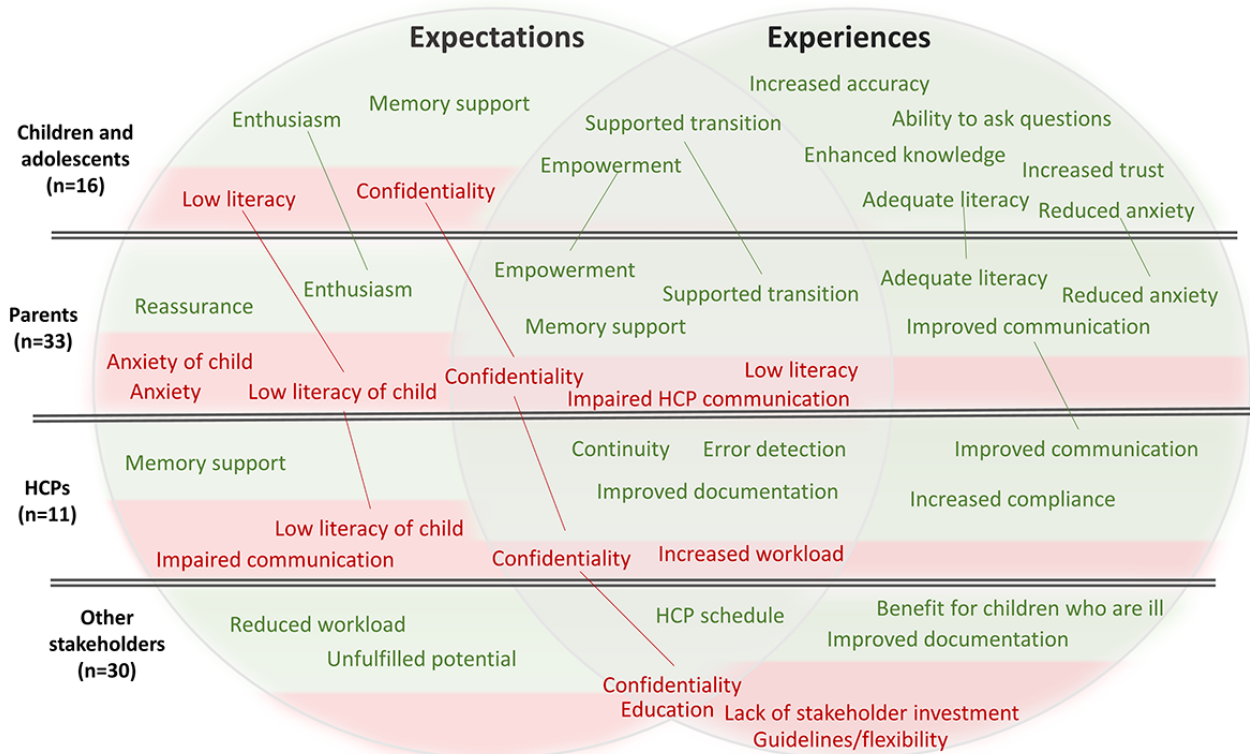 Expectations
Experiences
Children and
adolescents
(n=16)
Enthusiasm
Memory support
Low literacy
Confidentiality
Supported transition
Empowerment
Increased accuracy
Ability to ask questions
Enhanced knowledge
Increased trust
Adequate literacy
Reduced anxiety
Parents
(n=33)
Reassurance
Enthusiasm
Anxiety of child
Anxiety
Low literacy of child
Empowerment
Supported transition
Memory support
Confidentiality
Low literacy
Impaired HCP communication
Adequate literacy
Reduced anxiety
Improved communication
HCPs
(n=11)
Memory support
Low literacy of child
Impaired communication
Continuity
Error detection
Improved documentation
Confidentiality
Increased workload
Improved communication
Increased compliance
Other
stakeholders
(n=30)
Reduced workload
Unfulfilled potential
HCP schedule
Confidentiality
Education
Benefit for children who are ill
Improved documentation
Lack of stakeholder investment
Guidelines/flexibility